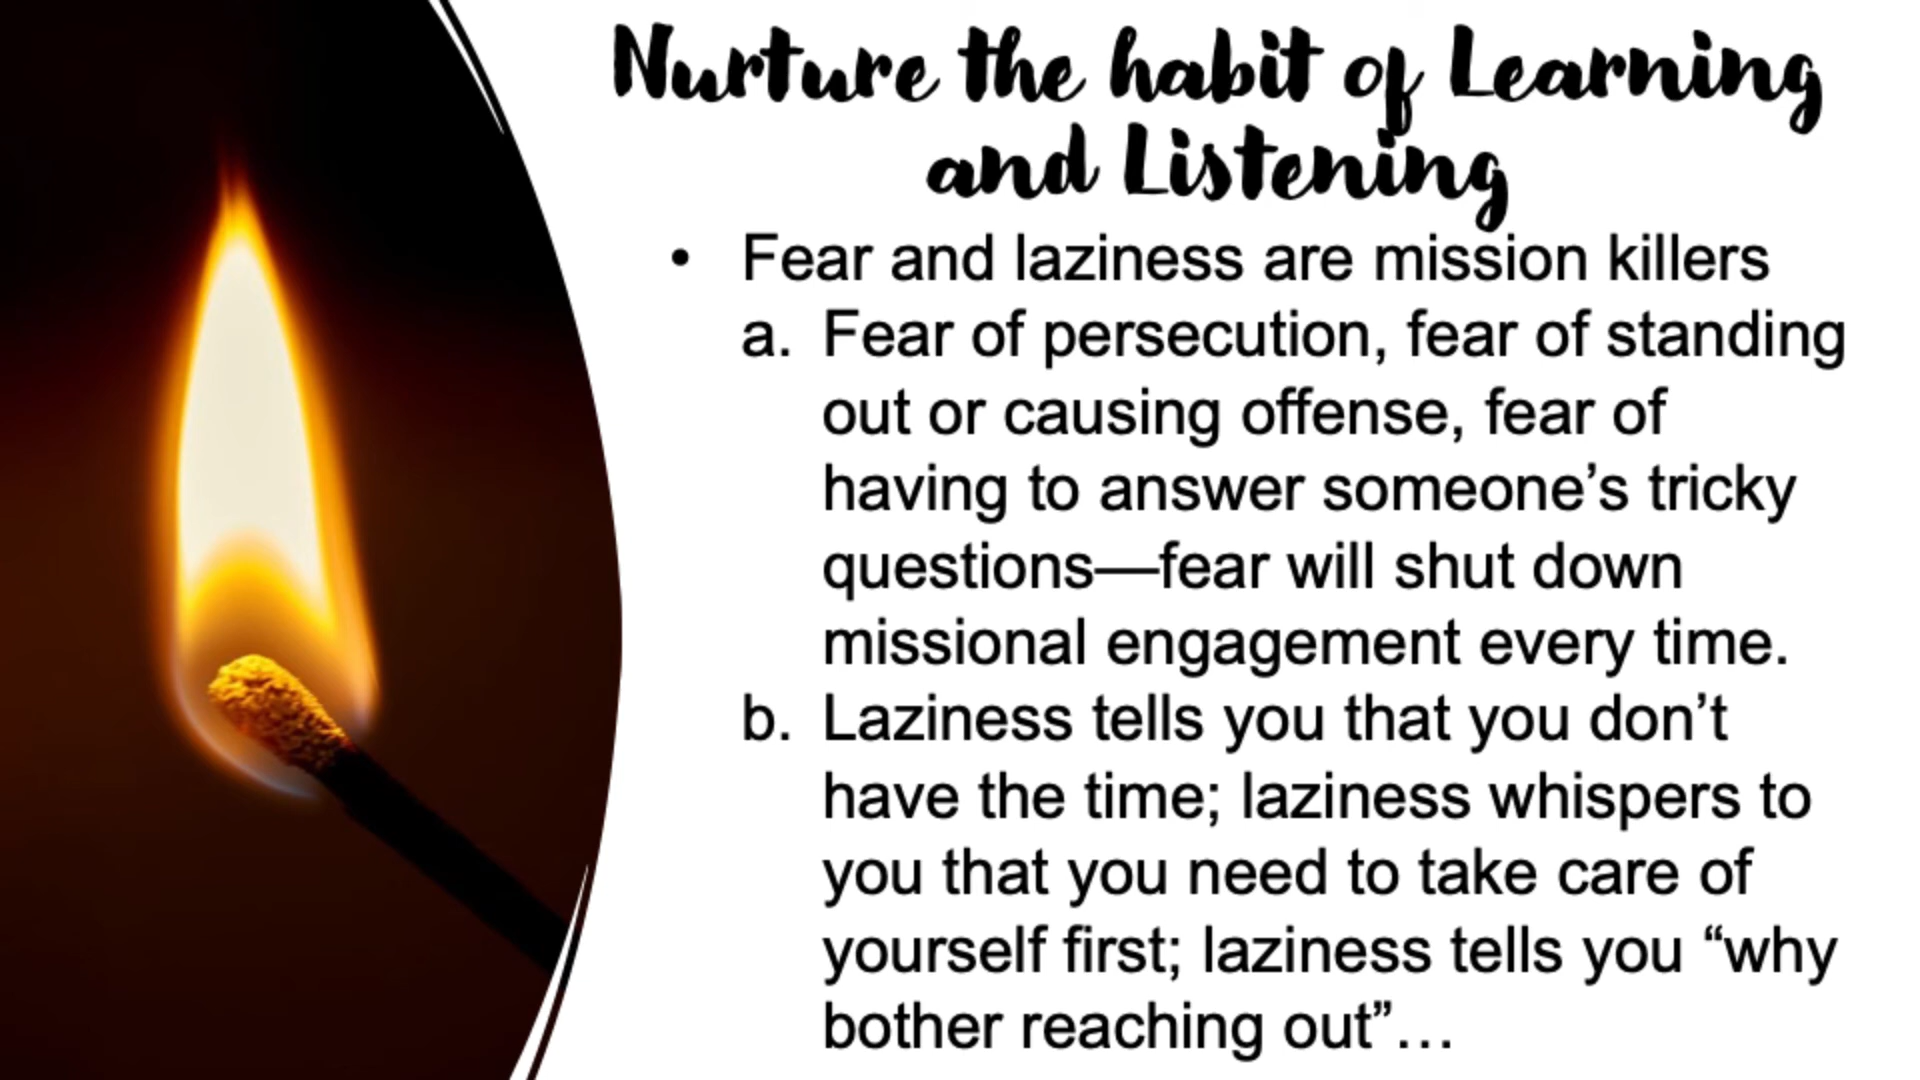 Nurture the habit of Learning
and Listening
• Fear and laziness are mission killers
a. Fear of persecution, fear of standing
out or causing offense, fear of
having to answer someone’s tricky
questions—fear will shut down
missional engagement every time.
b. Laziness tells you that you don’t
have the time; laziness whispers to
you that you need to take care of
yourself first; laziness tells you “why
bother reaching out”…